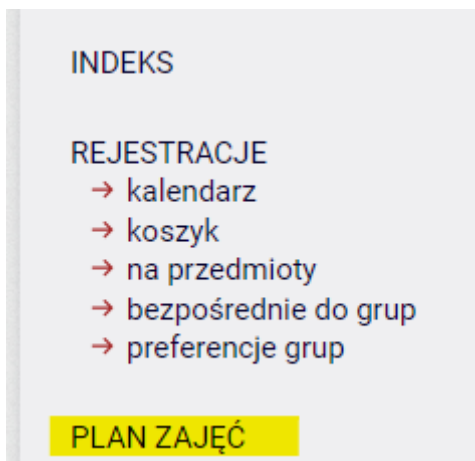 INDEKS
REJESTRACJE
→ kalendarz
→ koszyk
→ na przedmioty
→ bezpośrednie do grup
→ preferencje grup
PLAN ZAJĘĆ